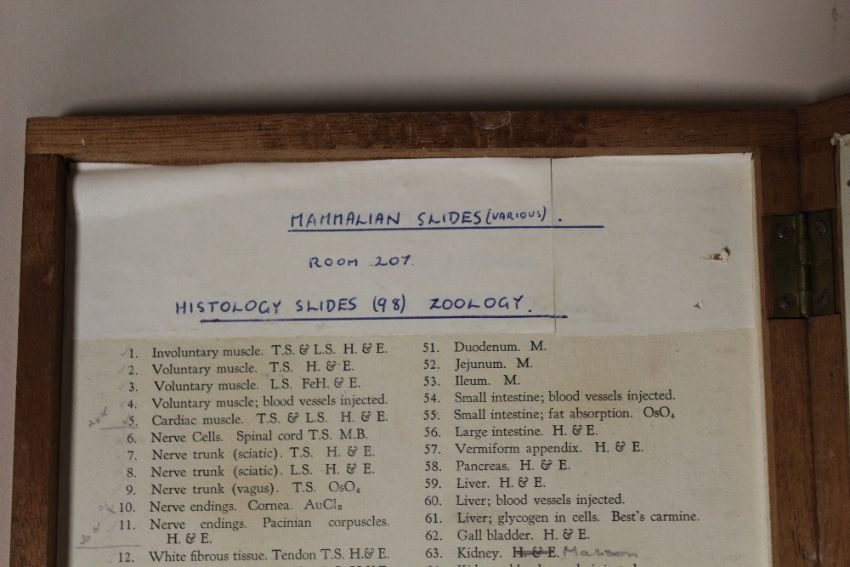 MAMMALIAN SLIDES (VARIOUS).
ROOM 207.
HISTOLOGY SLIDES (98) ZOOLOGY.
1. Involuntary muscle. T.S. & L.S. H. & E.
2. Voluntary muscle. T.S. H. & E.
3. Voluntary muscle. L.S. FeH. & E.
4. Voluntary muscle; blood vessels injected.
5. Cardiac muscle. T.S. & L.S. H. & E.
6. Nerve Cells. Spinal cord T.S. M.B.
7. Nerve trunk (sciatic). T.S. H. & E.
8. Nerve trunk (sciatic). L.S. H. & E.
9. Nerve trunk (vagus). T.S. OsO₄
10. Nerve endings. Cornea. AuCl₃
11. Nerve endings. Pacinian corpuscles.
H. & E.
12. White fibrous tissue. Tendon T.S. H.& E.
51. Duodenum. M.
52. Jejunum. M.
53. Ileum. M.
54. Small intestine; blood vessels injected.
55. Small intestine; fat absorption. OsO₄
56. Large intestine. H. & E.
57. Vermiform appendix. H. & E.
58. Pancreas. H. & E.
59. Liver. H. & E.
60. Liver; blood vessels injected.
61. Liver; glycogen in cells. Best's carmine.
62. Gall bladder. H. & E.
63. Kidney. H. & E. Masson